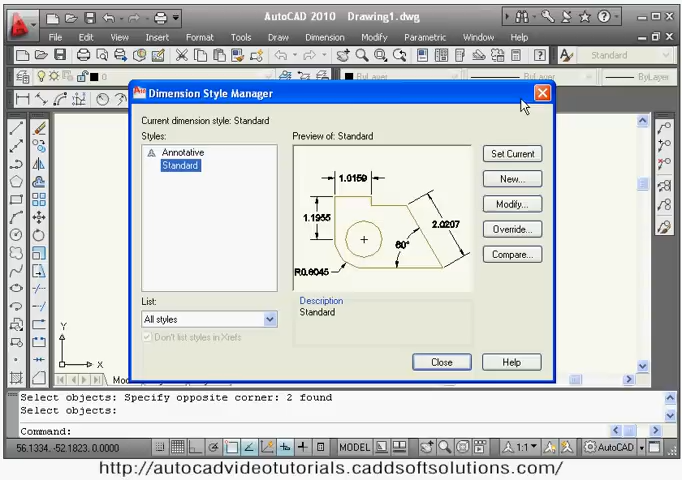 AutoCAD 2010 Drawing1.dwg
File Edit View Insert Format Tools Draw Dimension Modify Parametric Window Help
Standard
0 ByLayer ByLayer ByLayer
Dimension Style Manager
Current dimension style: Standard
Styles: Preview of: Standard
Annotative
Standard
Set Current
New...
Modify...
Override...
Compare...
1.0159
1.1955
2.0207
60°
R0.8045
List:
All styles
Don't list styles in Xrefs
Description
Standard
Close Help
Y
X
Select objects: Specify opposite corner: 2 found
Select objects:
Command:
56.1334, -52.1823, 0.0000 MODEL 1:1 AutoCAD
http://autocadvideotutorials.caddsoftsolutions.com/